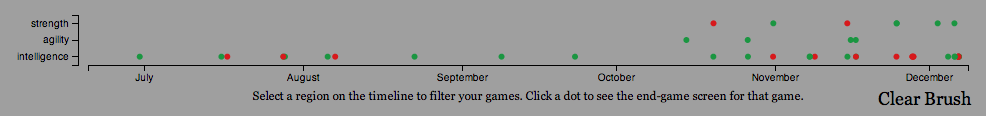 strength
agility
intelligence
July August September October November December
Select a region on the timeline to filter your games. Click a dot to see the end-game screen for that game.
Clear Brush